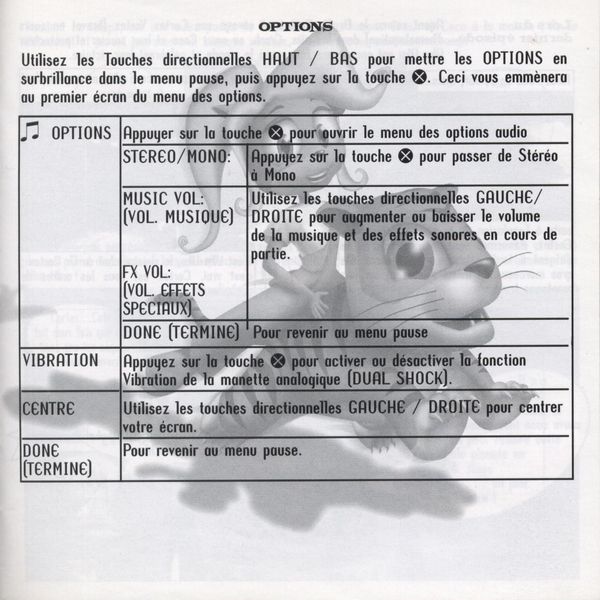 OPTIONS
Utilisez les Touches directionnelles HAUT / BAS pour mettre les OPTIONS en
surbrillance dans le menu pause, puis appuyez sur la touche ⊗. Ceci vous emmènera
au premier écran du menu des options.
♫ OPTIONS Appuyer sur la touche ⊗ pour ouvrir le menu des options audio
STEREO/MONO: Appuyez sur la touche ⊗ pour passer de Stéréo
à Mono
MUSIC VOL: Utilisez les touches directionnelles GAUCHE/
(VOL. MUSIQUE) DROITE pour augmenter ou baisser le volume
de la musique et des effets sonores en cours de
partie.
FX VOL:
(VOL. EFFETS
SPECIAUX)
DONE (TERMINE) Pour revenir au menu pause
VIBRATION Appuyez sur la touche ⊗ pour activer ou désactiver la fonction
Vibration de la manette analogique (DUAL SHOCK).
CENTRE Utilisez les touches directionnelles GAUCHE / DROITE pour centrer
votre écran.
DONE Pour revenir au menu pause.
(TERMINE)